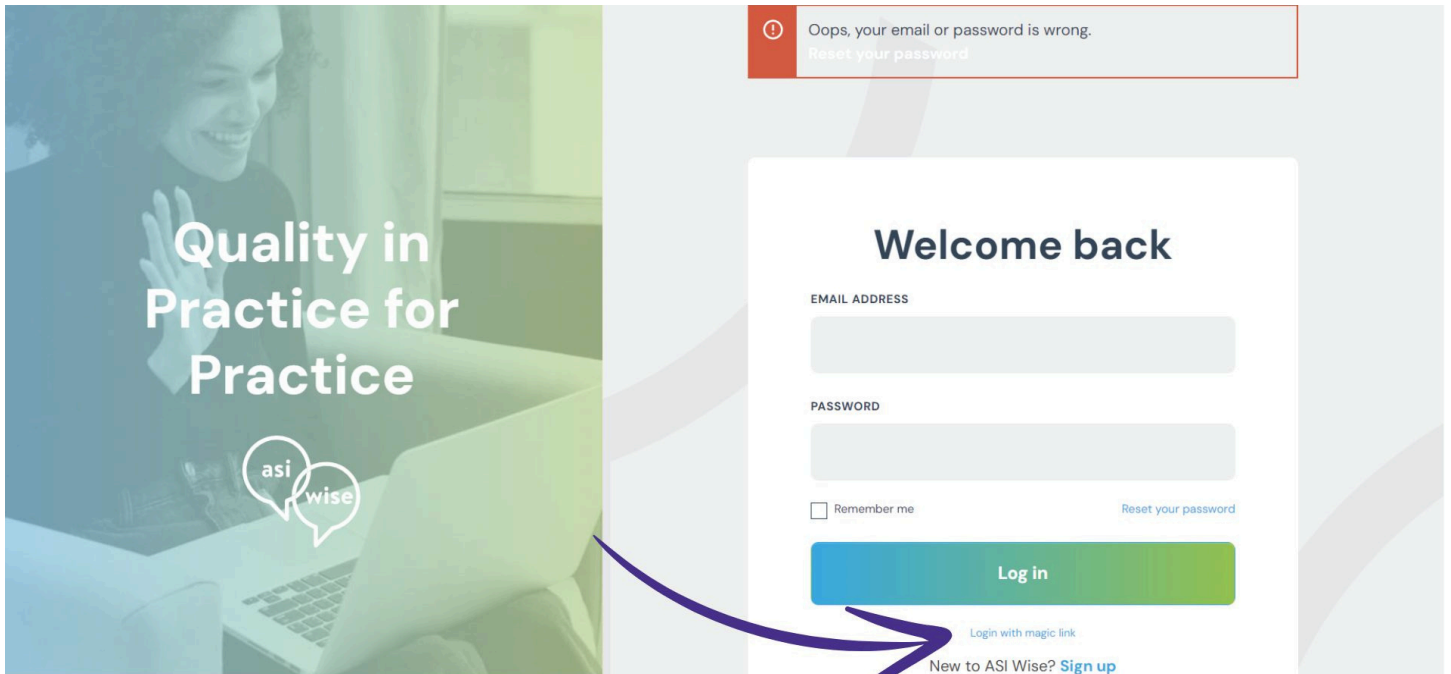 Quality in
Practice for
Practice
asi
wise
Oops, your email or password is wrong.
Reset your password
Welcome back
EMAIL ADDRESS
PASSWORD
Remember me
Reset your password
Log in
Login with magic link
New to ASI Wise? Sign up